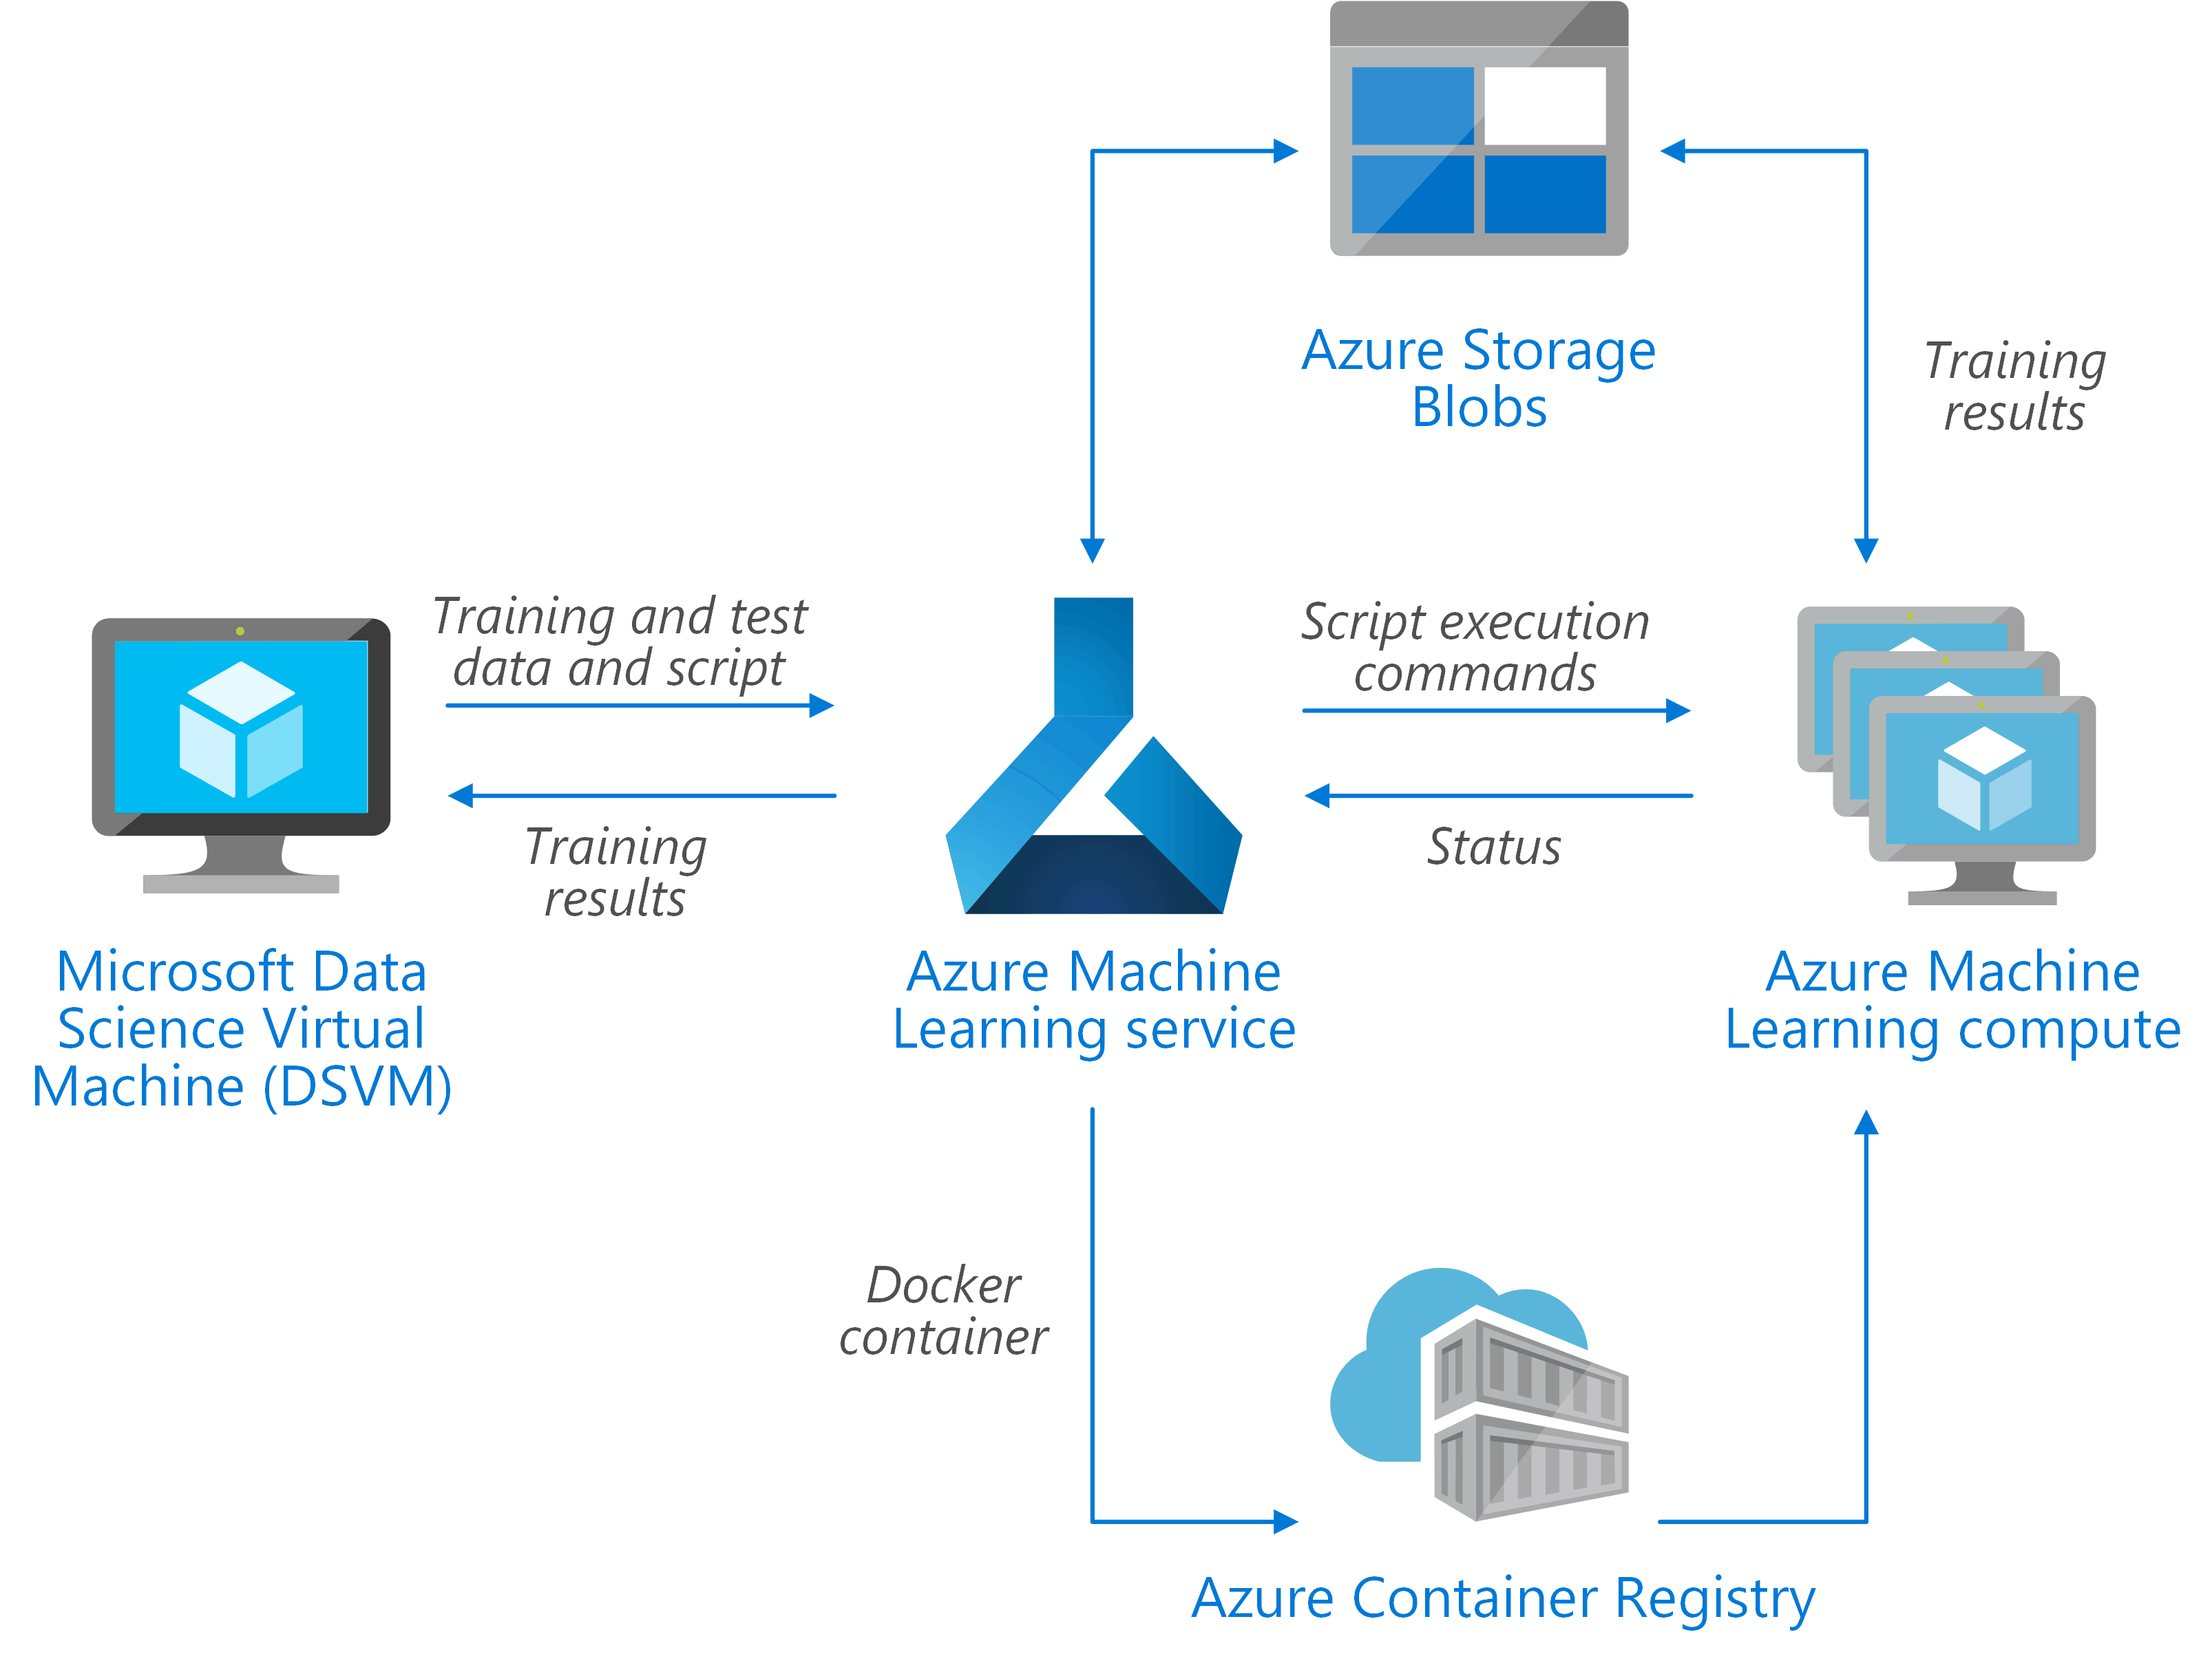 Azure Storage
Blobs
Training
results
Training and test
data and script
Script execution
commands
Training
results
Status
Microsoft Data
Science Virtual
Machine (DSVM)
Azure Machine
Learning service
Azure Machine
Learning compute
Docker
container
Azure Container Registry